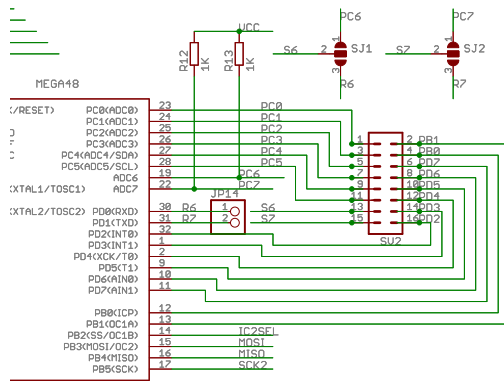 PC6 PC7
VCC
R12 1K R13 1K S6 1 2 3 SJ1 S7 1 2 3 SJ2
R6 R7
MEGA48
X/RESET) PC0(ADC0) 23 PC0
PC1(ADC1) 24 PC1
PC2(ADC2) 25 PC2 1 2 PB1
PC3(ADC3) 26 PC3 3 4 PB0
PC4(ADC4/SDA) 27 PC4 5 6 PD7
PC5(ADC5/SCL) 28 PC5 7 8 PD6
ADC6 19 PC6 9 10 PD5
XTAL1/TOSC1) ADC7 22 PC7 11 12 PD4
JP14
XTAL2/TOSC2) PD0(RXD) 30 R6 1 S6 13 14 PD3
PD1(TXD) 31 R7 2 S7 15 16 PD2
PD2(INT0) 32
SV2
PD3(INT1) 1
PD4(XCK/T0) 2
PD5(T1) 9
PD6(AIN0) 10
PD7(AIN1) 11
PB0(ICP) 12
PB1(OC1A) 13
PB2(SS/OC1B) 14 IC2SEL
PB3(MOSI/OC2) 15 MOSI
PB4(MISO) 16 MISO
PB5(SCK) 17 SCK2